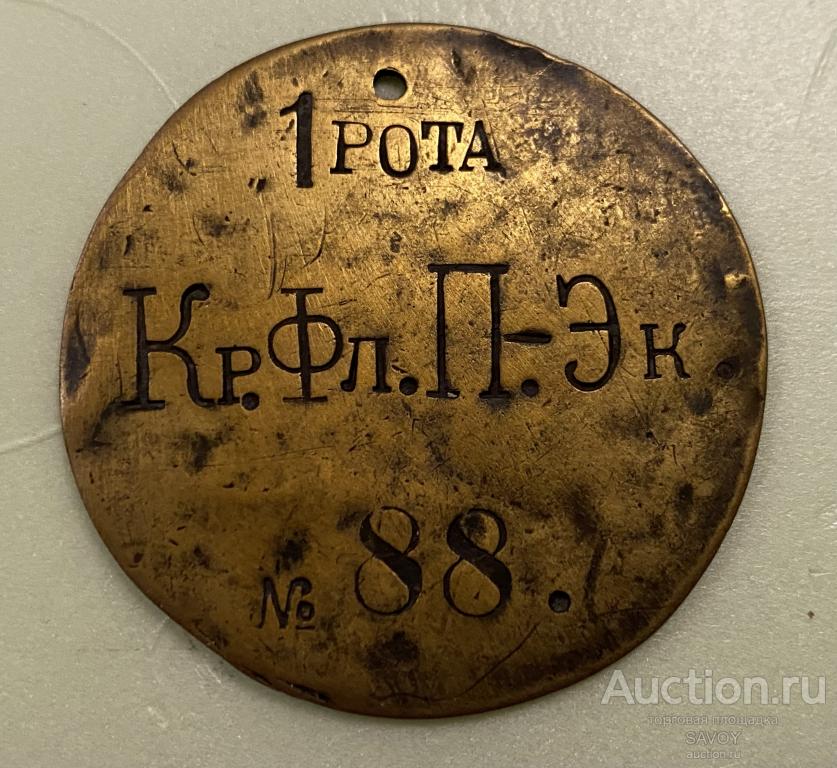 1 РОТА
Кр. Фл. П.-Эк.
№ 88.
Auction.ru
торговая площадка
SAVOY
auction.ru